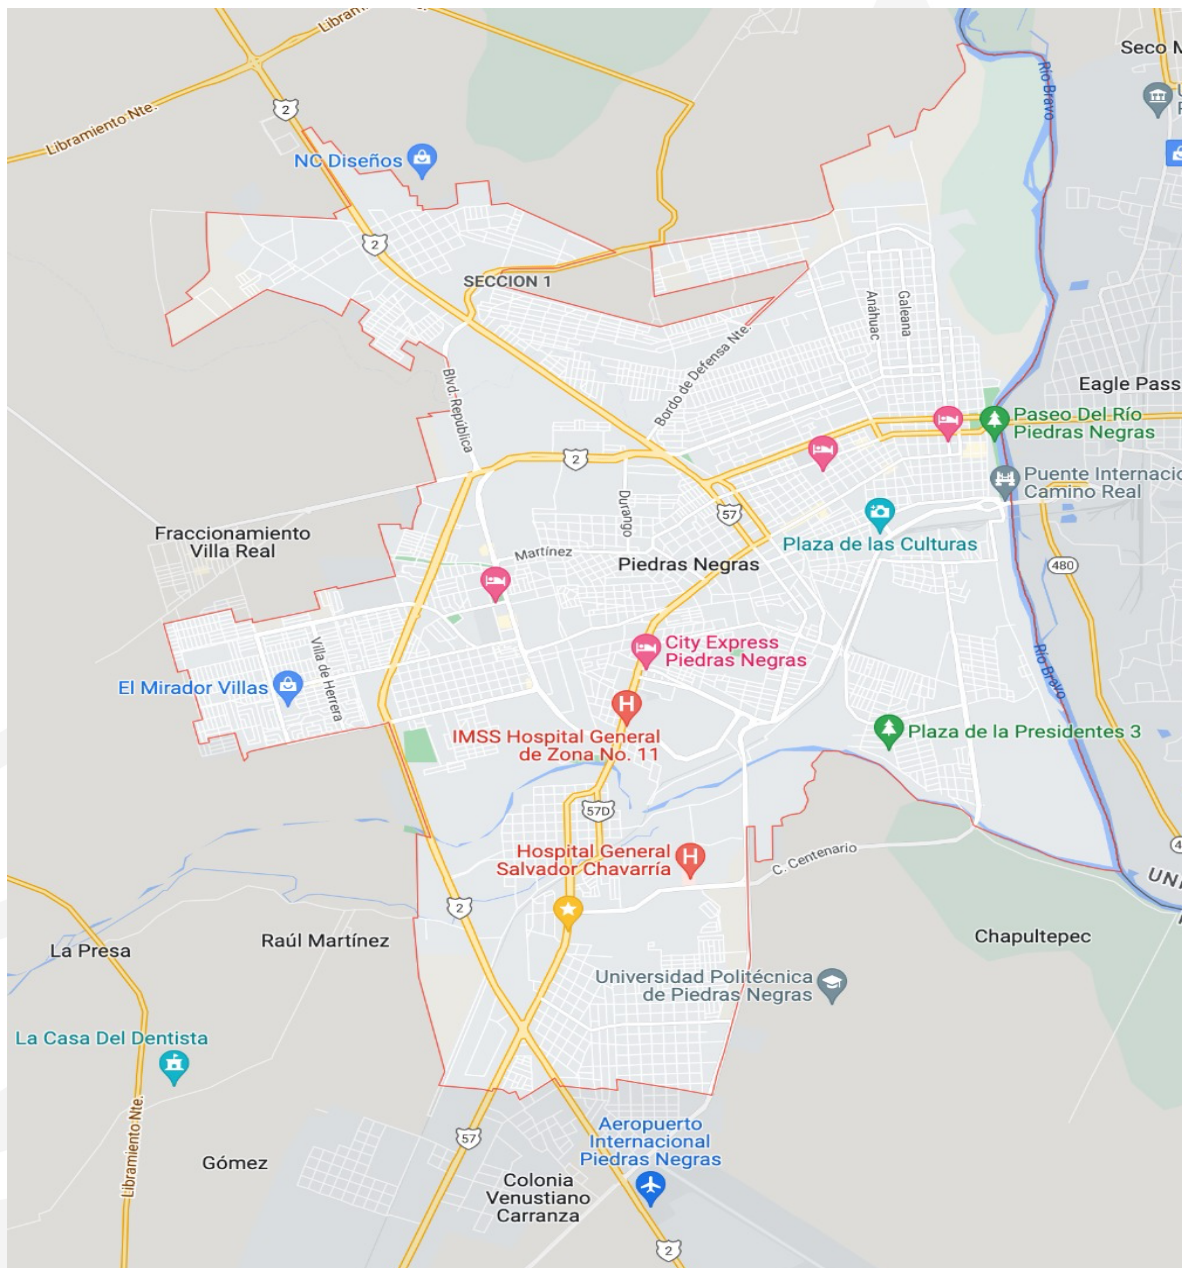 Libramiento
Seco M
Río Bravo
2
Libramiento Nte.
NC Diseños
2
SECCION 1
Galeana
Anáhuac
Bordo de Defensa Nte.
Blvd. República
Eagle Pass
Paseo Del Río
Piedras Negras
2
Puente Internacio
Camino Real
Durango
57
Fraccionamiento
Villa Real
Martínez
Plaza de las Culturas
Piedras Negras
480
City Express
Piedras Negras
Villa de Herrera
Río Bravo
El Mirador Villas
H
IMSS Hospital General
de Zona No. 11
Plaza de la Presidentes 3
57D
Hospital General
Salvador Chavarría
H
C. Centenario
4
UNI
2
La Presa
Raúl Martínez
Chapultepec
Universidad Politécnica
de Piedras Negras
La Casa Del Dentista
Libramiento Nte.
57
Aeropuerto
Internacional
Piedras Negras
Gómez
Colonia
Venustiano
Carranza
2